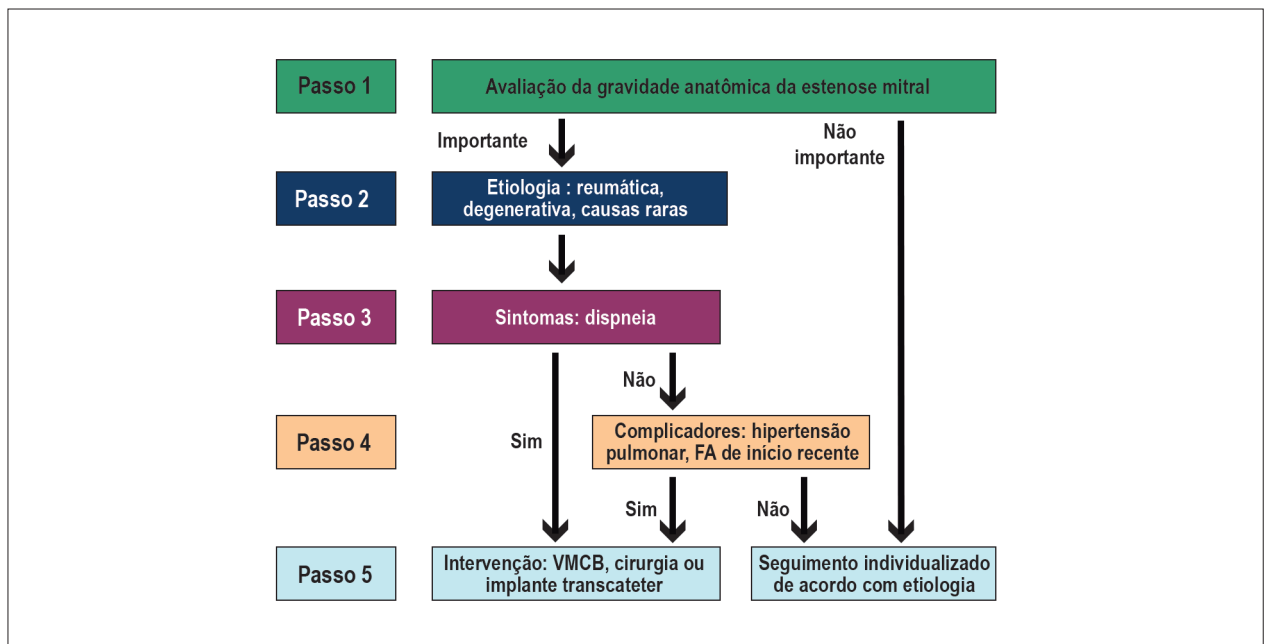 Passo 1
Avaliação da gravidade anatômica da estenose mitral
Importante
Não
importante
Passo 2
Etiologia : reumática,
degenerativa, causas raras
Passo 3
Sintomas: dispneia
Não
Sim
Passo 4
Complicadores: hipertensão
pulmonar, FA de início recente
Sim
Não
Passo 5
Intervenção: VMCB, cirurgia ou
implante transcateter
Seguimento individualizado
de acordo com etiologia